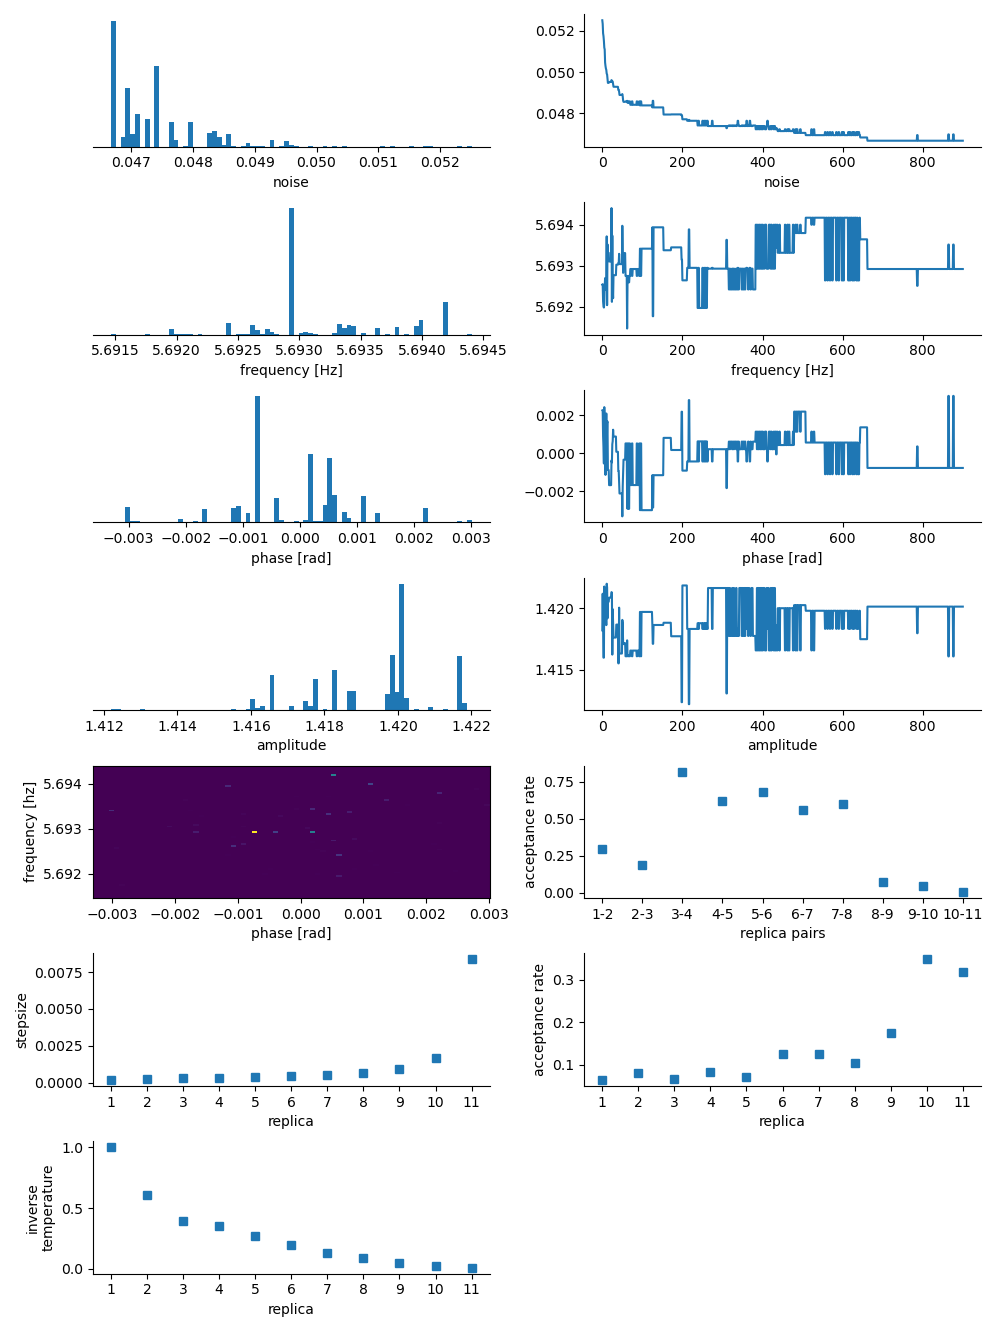 0.047 0.048 0.049 0.050 0.051 0.052
noise
0.052
0.050
0.048
0 200 400 600 800
noise
5.6915 5.6920 5.6925 5.6930 5.6935 5.6940 5.6945
frequency [Hz]
5.694
5.693
5.692
0 200 400 600 800
frequency [Hz]
−0.003 −0.002 −0.001 0.000 0.001 0.002 0.003
phase [rad]
0.002
0.000
−0.002
0 200 400 600 800
phase [rad]
1.412 1.414 1.416 1.418 1.420 1.422
amplitude
1.420
1.415
0 200 400 600 800
amplitude
frequency [hz]
5.694
5.693
5.692
−0.003 −0.002 −0.001 0.000 0.001 0.002 0.003
phase [rad]
acceptance rate
0.75
0.50
0.25
0.00
1-2 2-3 3-4 4-5 5-6 6-7 7-8 8-9 9-10 10-11
replica pairs
stepsize
0.0075
0.0050
0.0025
0.0000
1 2 3 4 5 6 7 8 9 10 11
replica
acceptance rate
0.3
0.2
0.1
1 2 3 4 5 6 7 8 9 10 11
replica
inverse
temperature
1.0
0.5
0.0
1 2 3 4 5 6 7 8 9 10 11
replica